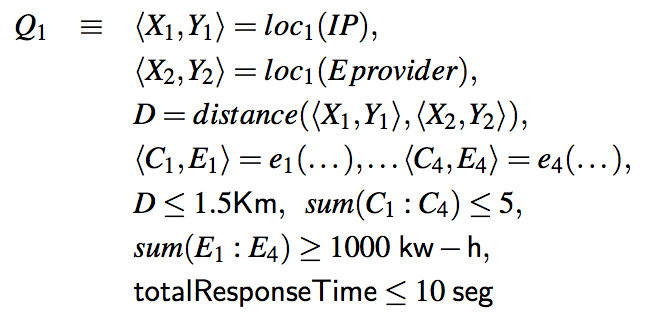 Q₁ ≡ ⟨X₁,Y₁⟩ = loc₁(IP),
⟨X₂,Y₂⟩ = loc₁(Eprovider),
D = distance(⟨X₁,Y₁⟩,⟨X₂,Y₂⟩),
⟨C₁,E₁⟩ = e₁(…),…⟨C₄,E₄⟩ = e₄(…),
D ≤ 1.5Km, sum(C₁ : C₄) ≤ 5,
sum(E₁ : E₄) ≥ 1000 kw − h,
totalResponseTime ≤ 10 seg